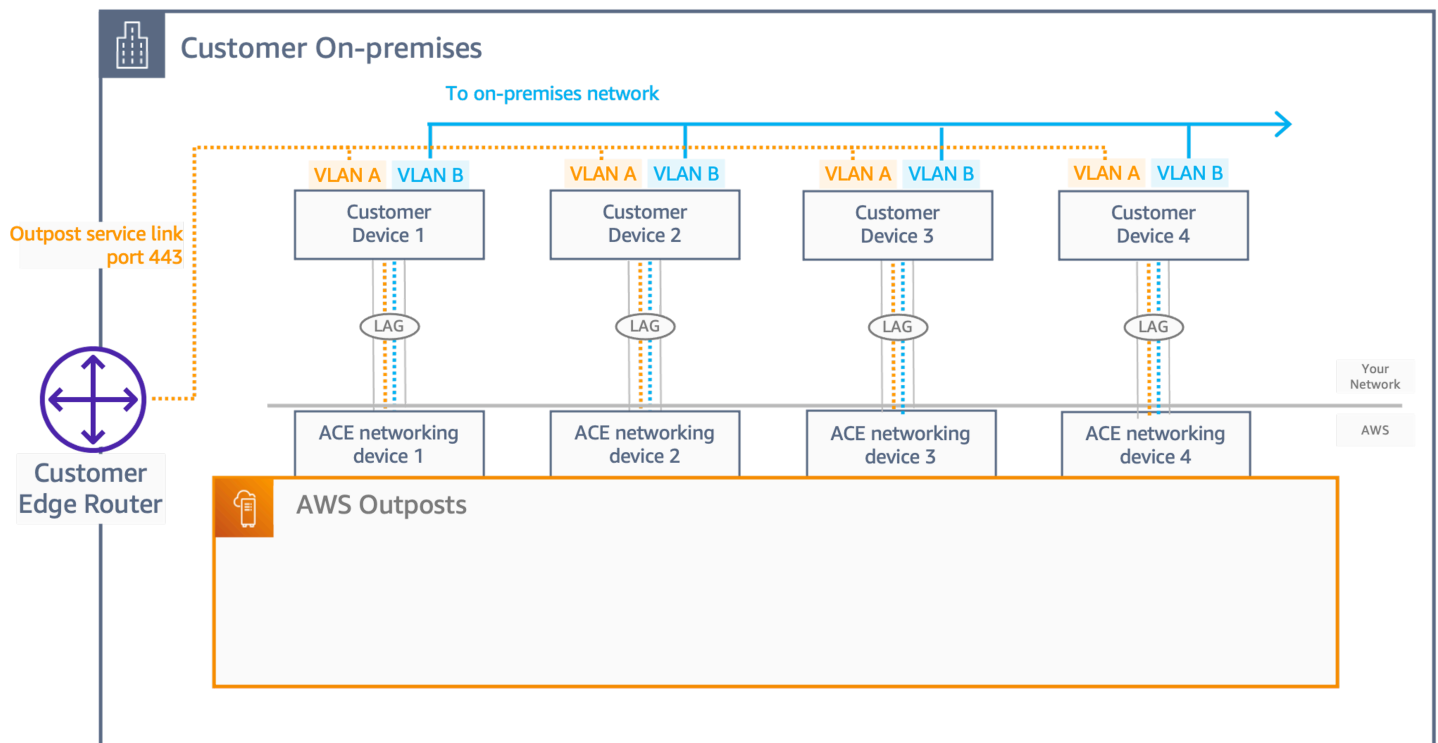 Customer On-premises
To on-premises network
VLAN A VLAN B VLAN A VLAN B VLAN A VLAN B VLAN A VLAN B
Customer
Device 1
Customer
Device 2
Customer
Device 3
Customer
Device 4
Outpost service link
port 443
LAG LAG LAG LAG
Your
Network
AWS
ACE networking
device 1
ACE networking
device 2
ACE networking
device 3
ACE networking
device 4
Customer
Edge Router
AWS Outposts